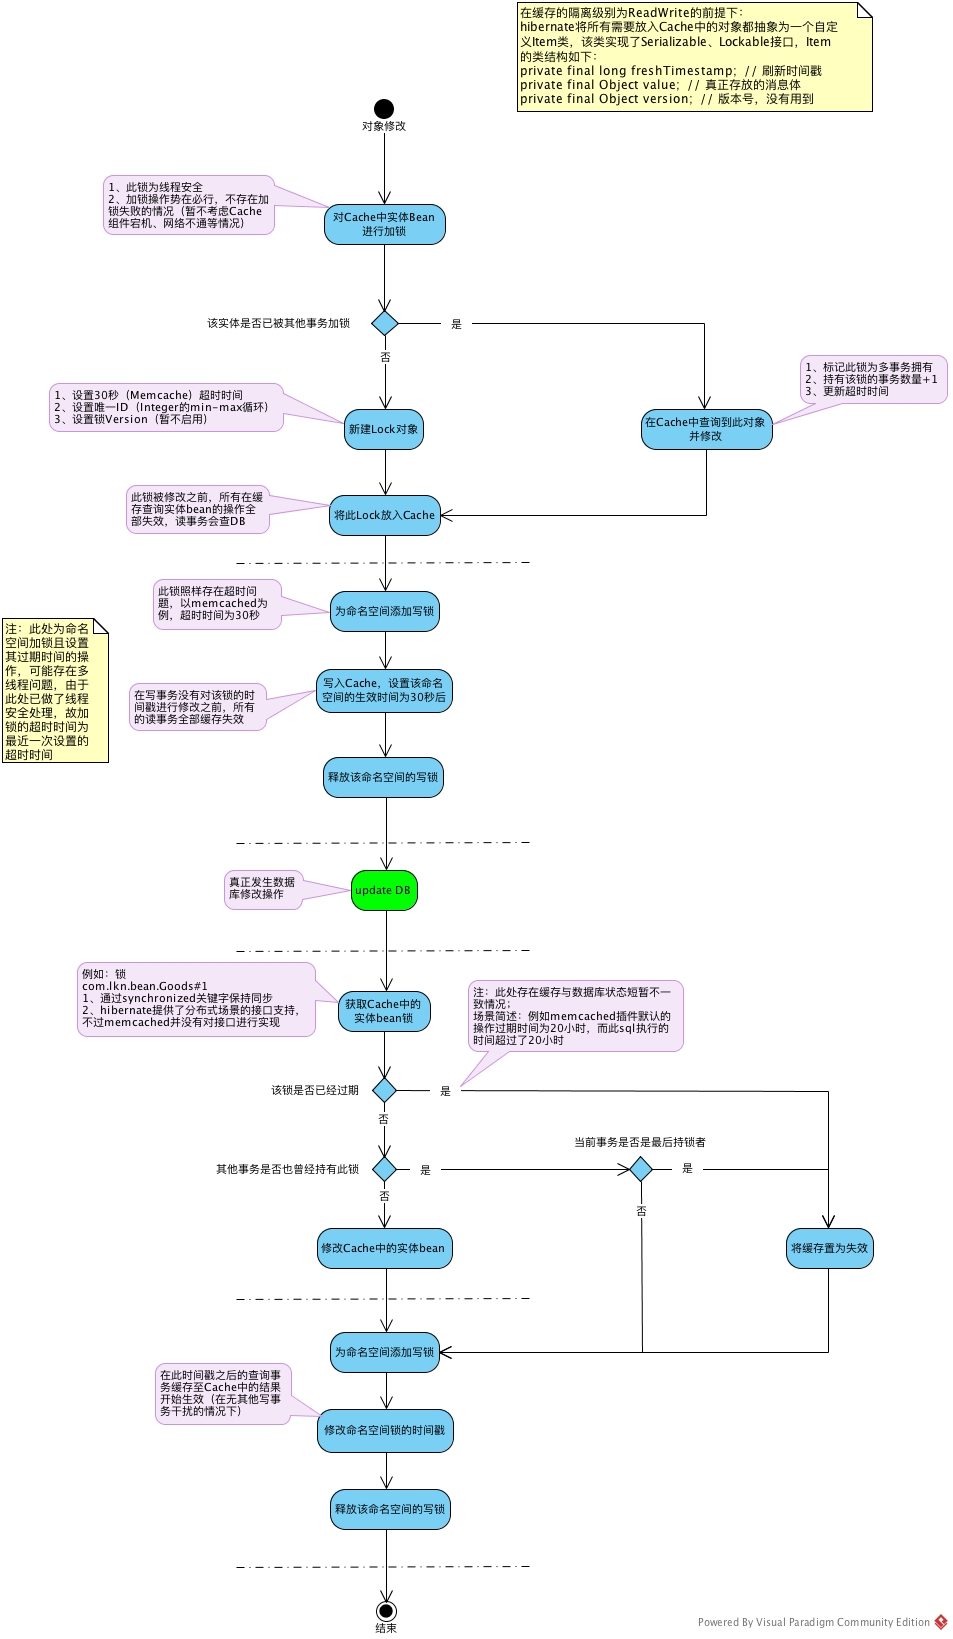 在缓存的隔离级别为ReadWrite的前提下：
hibernate将所有需要放入Cache中的对象都抽象为一个自定
义Item类，该类实现了Serializable、Lockable接口，Item
的类结构如下：
private final long freshTimestamp; // 刷新时间戳
private final Object value; // 真正存放的消息体
private final Object version; // 版本号，没有用到
对象修改
1、此锁为线程安全
2、加锁操作势在必行，不存在加
锁失败的情况（暂不考虑Cache
组件宕机、网络不通等情况）
对Cache中实体Bean
进行加锁
该实体是否已被其他事务加锁
是
否
1、标记此锁为多事务拥有
2、持有该锁的事务数量+1
3、更新超时时间
1、设置30秒（Memcache）超时时间
2、设置唯一ID（Integer的min-max循环）
3、设置锁Version（暂不启用）
新建Lock对象
在Cache中查询到此对象
并修改
此锁被修改之前，所有在缓
存查询实体bean的操作全
部失效，读事务会查DB
将此Lock放入Cache
此锁照样存在超时问
题，以memcached为
例，超时时间为30秒
为命名空间添加写锁
注：此处为命名
空间加锁且设置
其过期时间的操
作，可能存在多
线程问题，由于
此处已做了线程
安全处理，故加
锁的超时时间为
最近一次设置的
超时时间
在写事务没有对该锁的时
间戳进行修改之前，所有
的读事务全部缓存失效
写入Cache，设置该命名
空间的生效时间为30秒后
释放该命名空间的写锁
真正发生数据
库修改操作
update DB
例如：锁
com.lkn.bean.Goods#1
1、通过synchronized关键字保持同步
2、hibernate提供了分布式场景的接口支持，
不过memcached并没有对接口进行实现
获取Cache中的
实体bean锁
注：此处存在缓存与数据库状态短暂不一
致情况；
场景简述：例如memcached插件默认的
操作过期时间为20小时，而此sql执行的
时间超过了20小时
该锁是否已经过期
是
否
当前事务是否是最后持锁者
其他事务是否也曾经持有此锁
是
是
否
否
修改Cache中的实体bean
将缓存置为失效
为命名空间添加写锁
在此时间戳之后的查询事
务缓存至Cache中的结果
开始生效（在无其他写事
务干扰的情况下）
修改命名空间锁的时间戳
释放该命名空间的写锁
结束
Powered By Visual Paradigm Community Edition